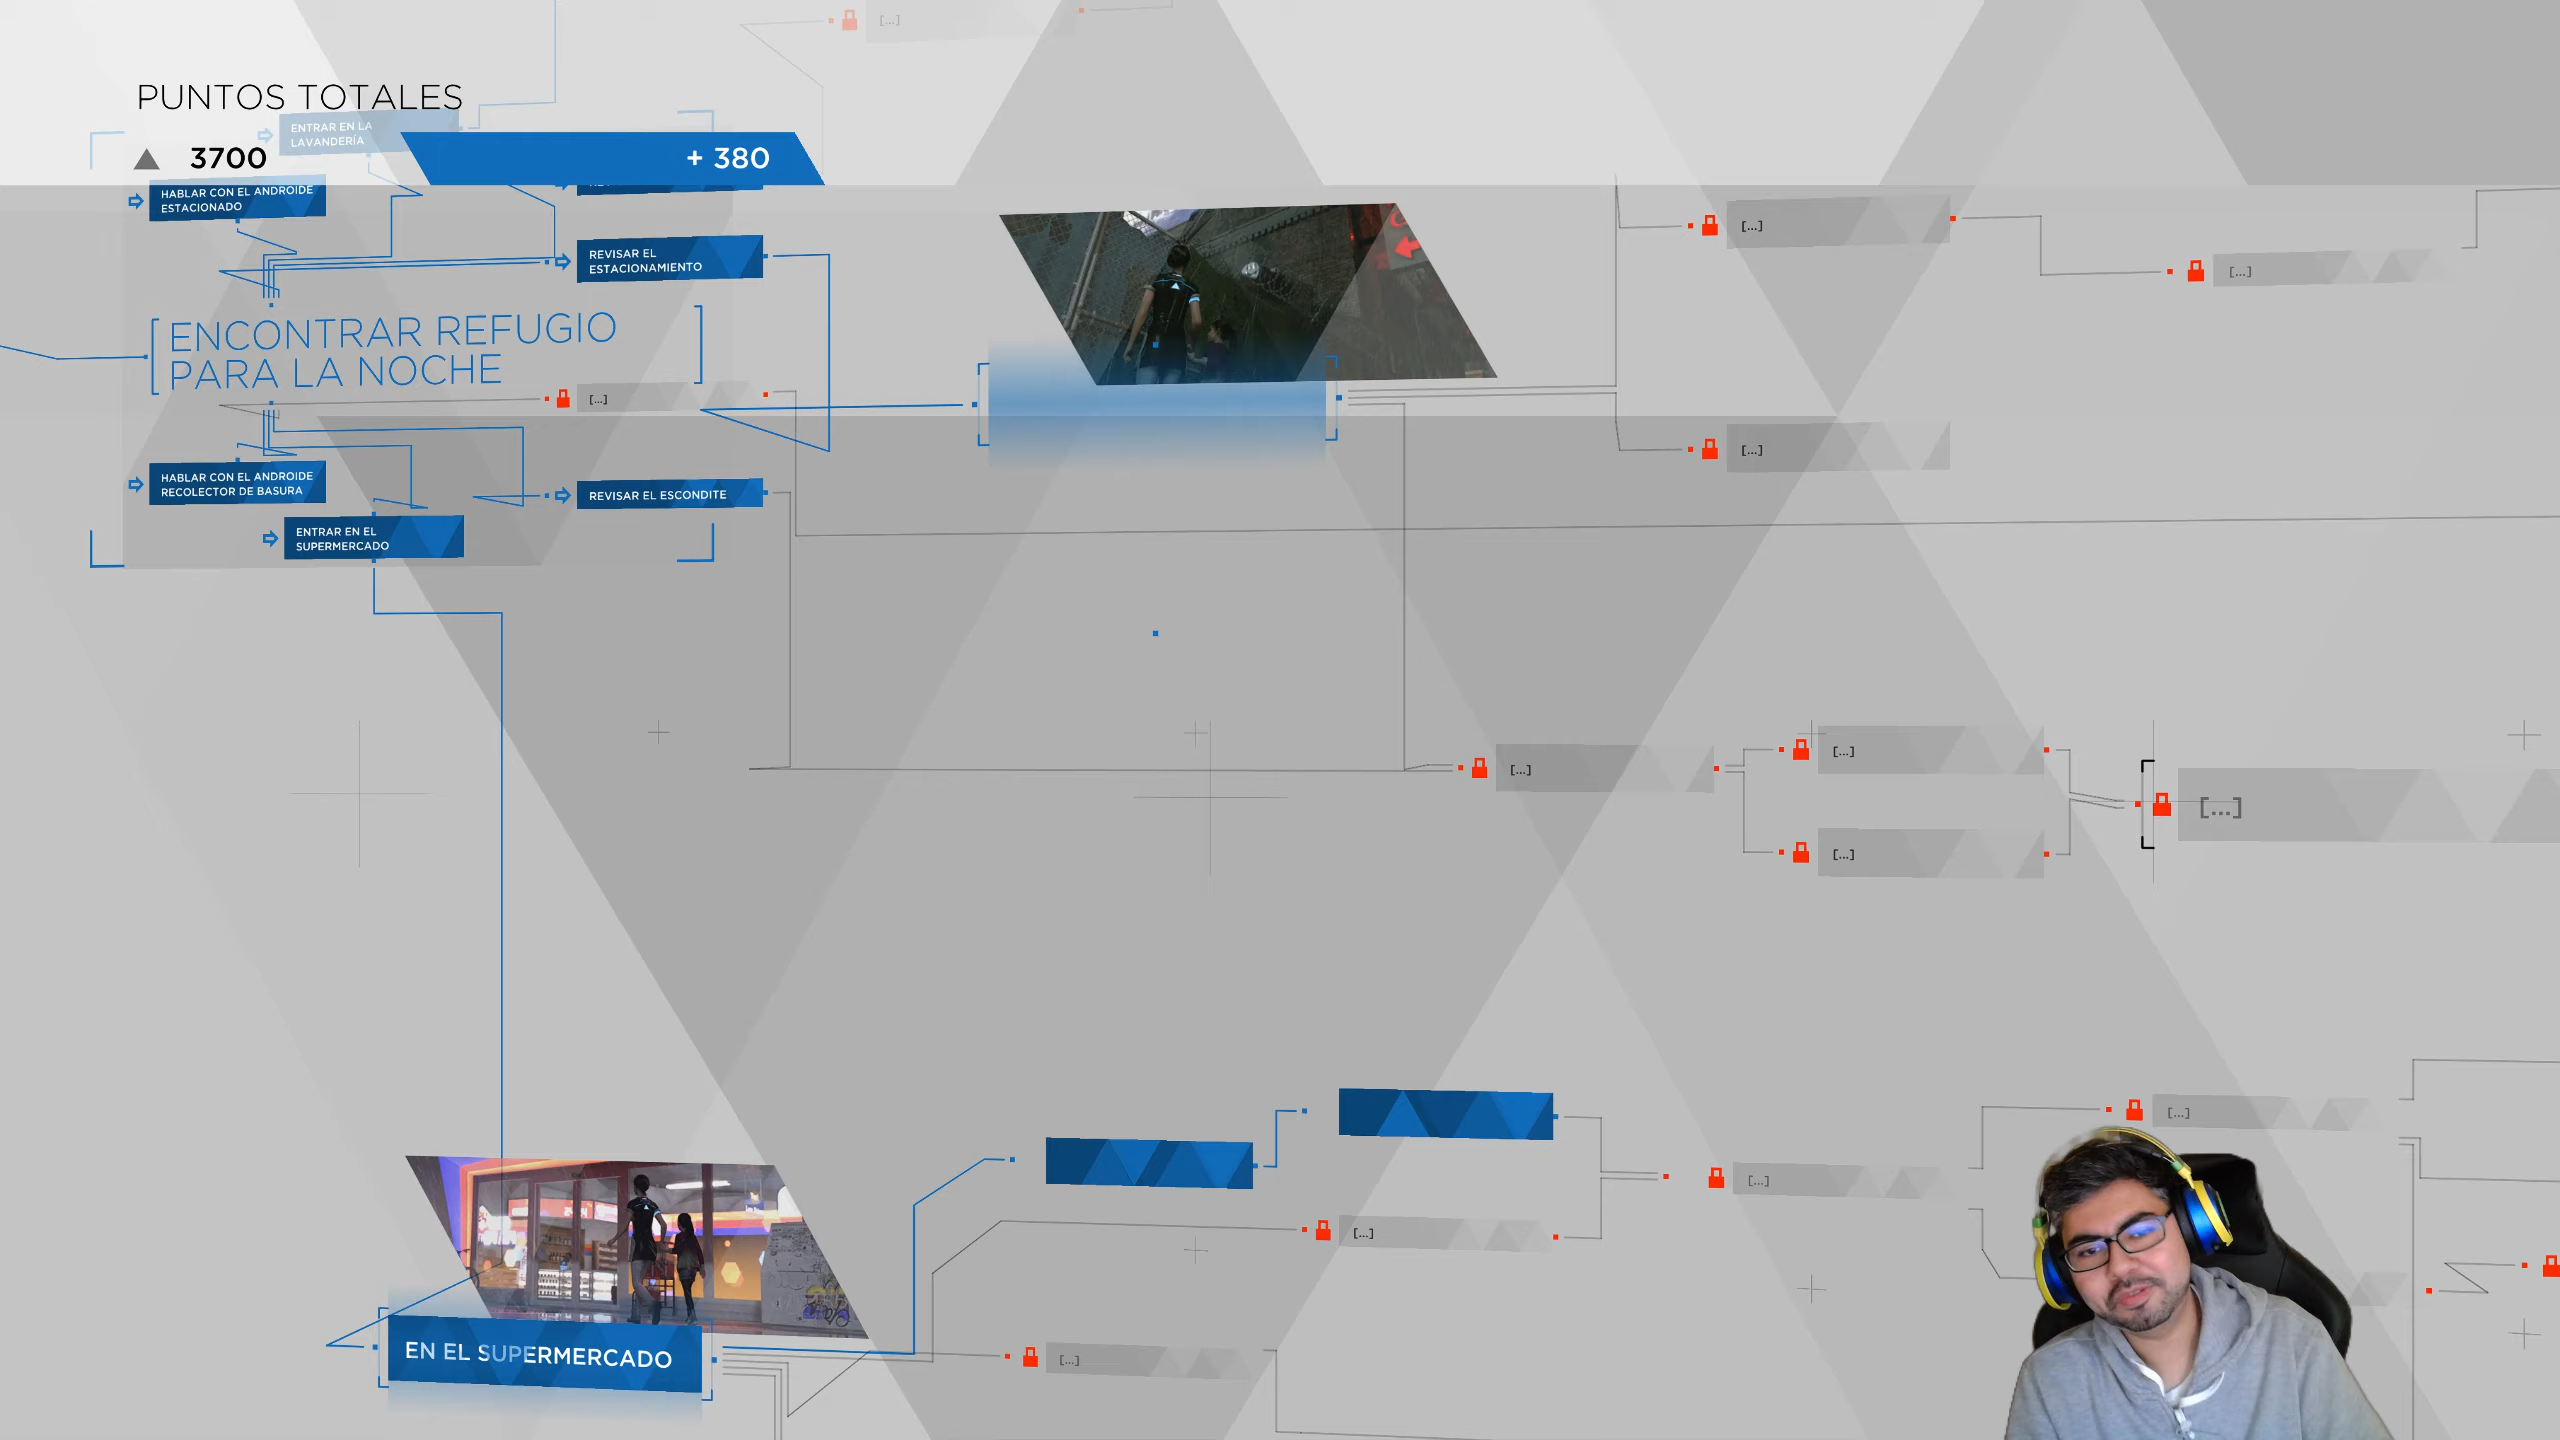 [...]
PUNTOS TOTALES
ENTRAR EN LA
LAVANDERÍA
3700
+ 380
HABLAR CON EL ANDROIDE
ESTACIONADO
[...]
REVISAR EL
ESTACIONAMIENTO
[...]
ENCONTRAR REFUGIO
PARA LA NOCHE
[...]
[...]
HABLAR CON EL ANDROIDE
RECOLECTOR DE BASURA
REVISAR EL ESCONDITE
ENTRAR EN EL
SUPERMERCADO
[...]
[...]
[...]
[...]
[...]
[...]
[...]
EN EL SUPERMERCADO
[...]